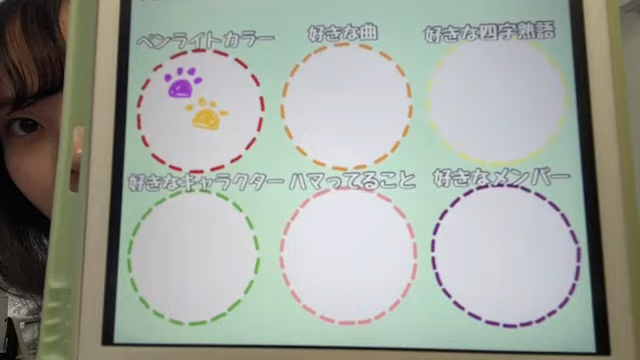 ペンライトカラー
好きな曲
好きな四字熟語
好きなキャラクター
ハマってること
好きなメンバー